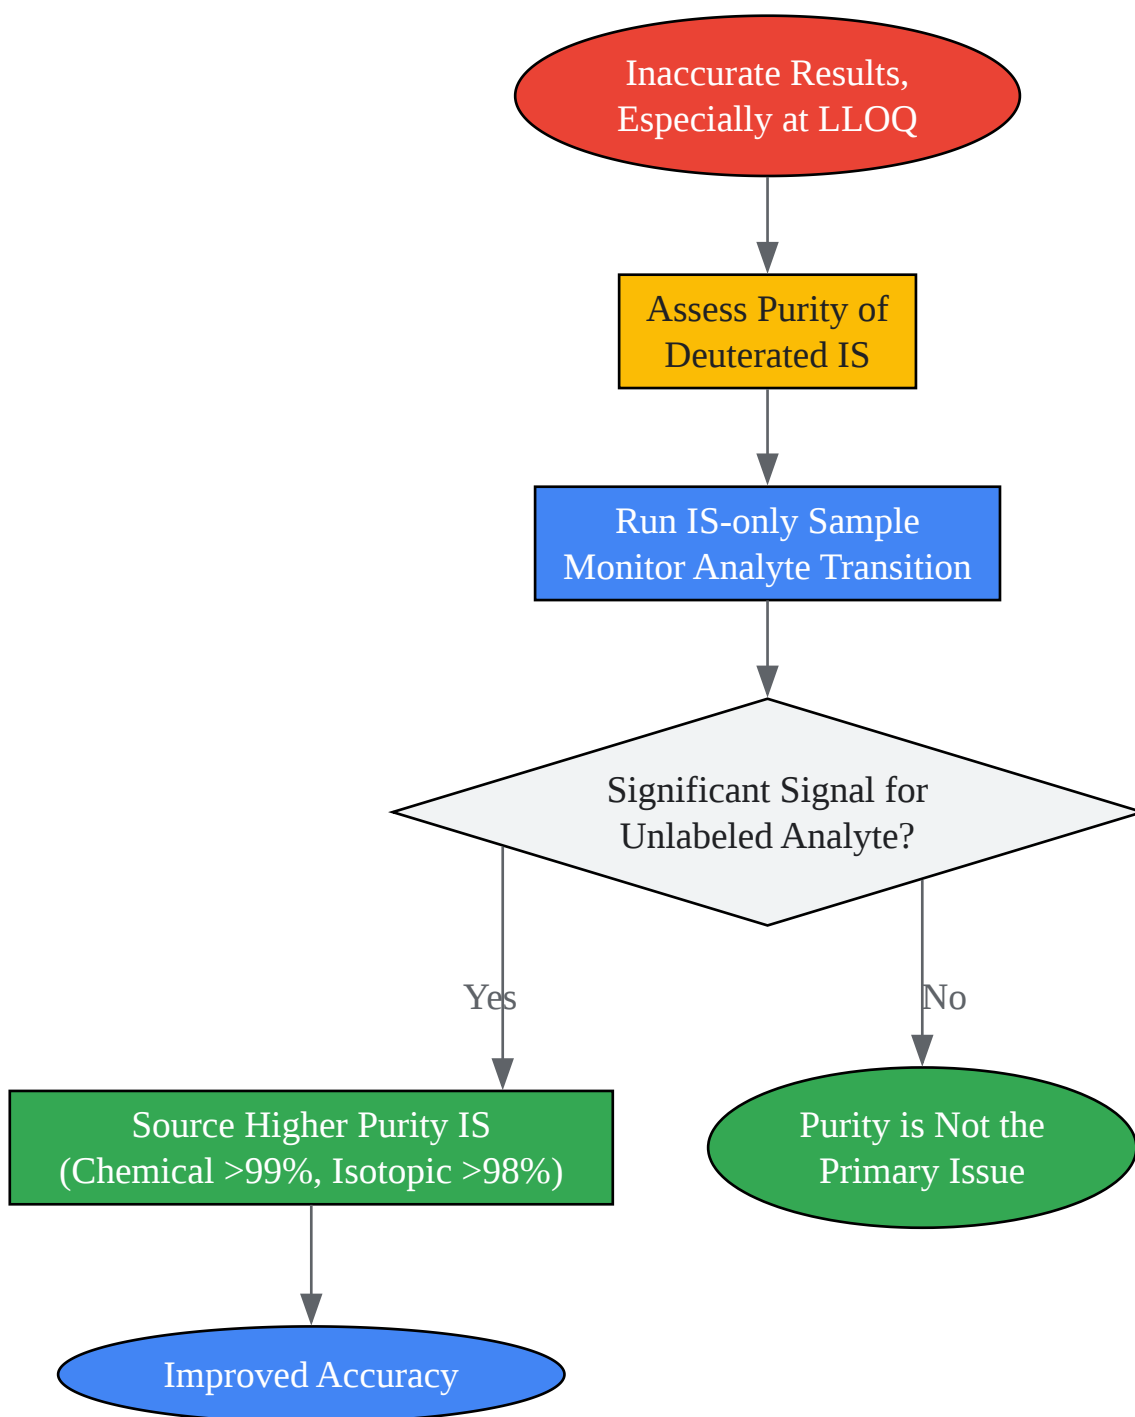 Inaccurate Results,
Especially at LLOQ
Assess Purity of
Deuterated IS
Run IS-only Sample
Monitor Analyte Transition
Significant Signal for
Unlabeled Analyte?
Yes
No
Source Higher Purity IS
(Chemical >99%, Isotopic >98%)
Purity is Not the
Primary Issue
Improved Accuracy